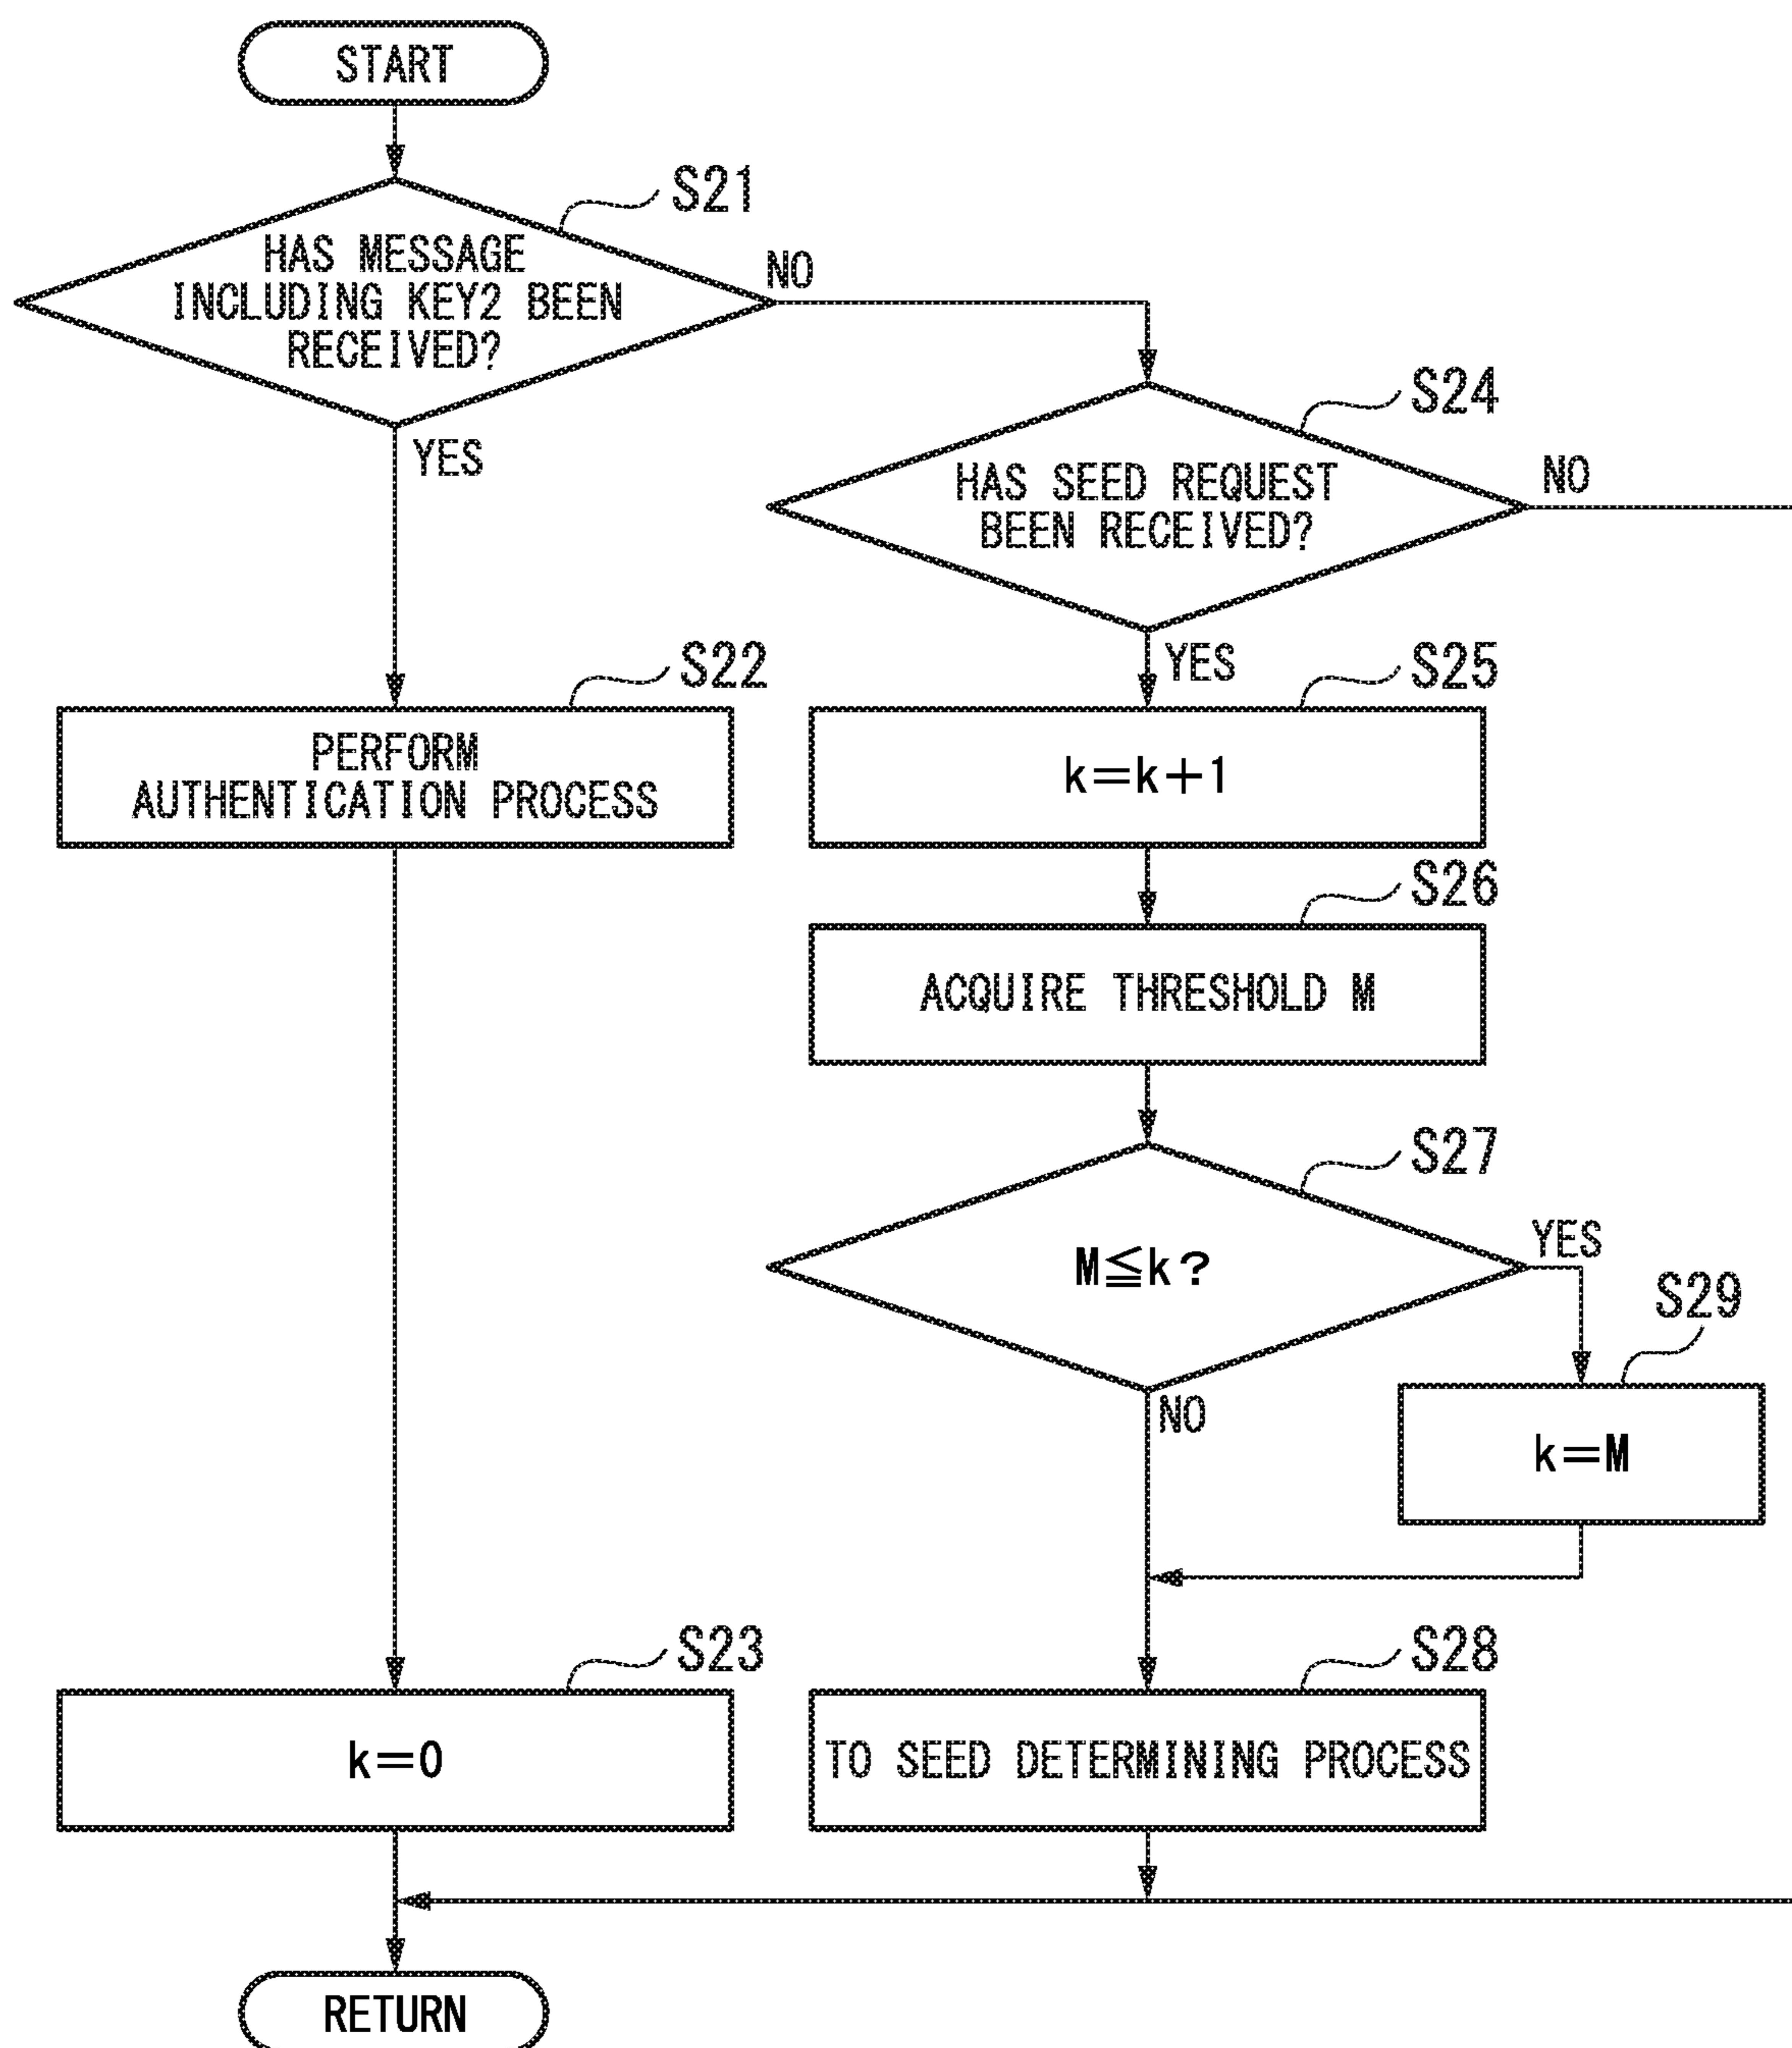 START
S21
HAS MESSAGE
INCLUDING KEY2 BEEN
RECEIVED?
NO
YES
S24
HAS SEED REQUEST
BEEN RECEIVED?
NO
YES
S22
PERFORM
AUTHENTICATION PROCESS
S25
k=k+1
S26
ACQUIRE THRESHOLD M
S27
M≦k?
YES
NO
S29
k=M
S23
k=0
S28
TO SEED DETERMINING PROCESS
RETURN